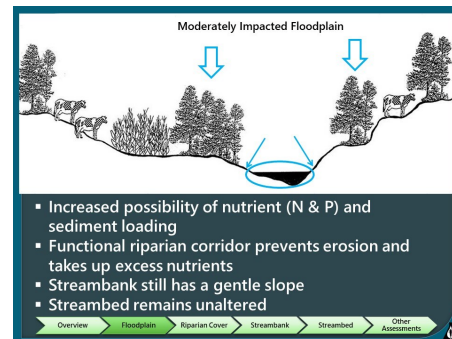 Moderately Impacted Floodplain
▪ Increased possibility of nutrient (N & P) and
sediment loading
▪ Functional riparian corridor prevents erosion and
takes up excess nutrients
▪ Streambank still has a gentle slope
▪ Streambed remains unaltered
Overview
Floodplain
Riparian Cover
Streambank
Streambed
Other
Assessments